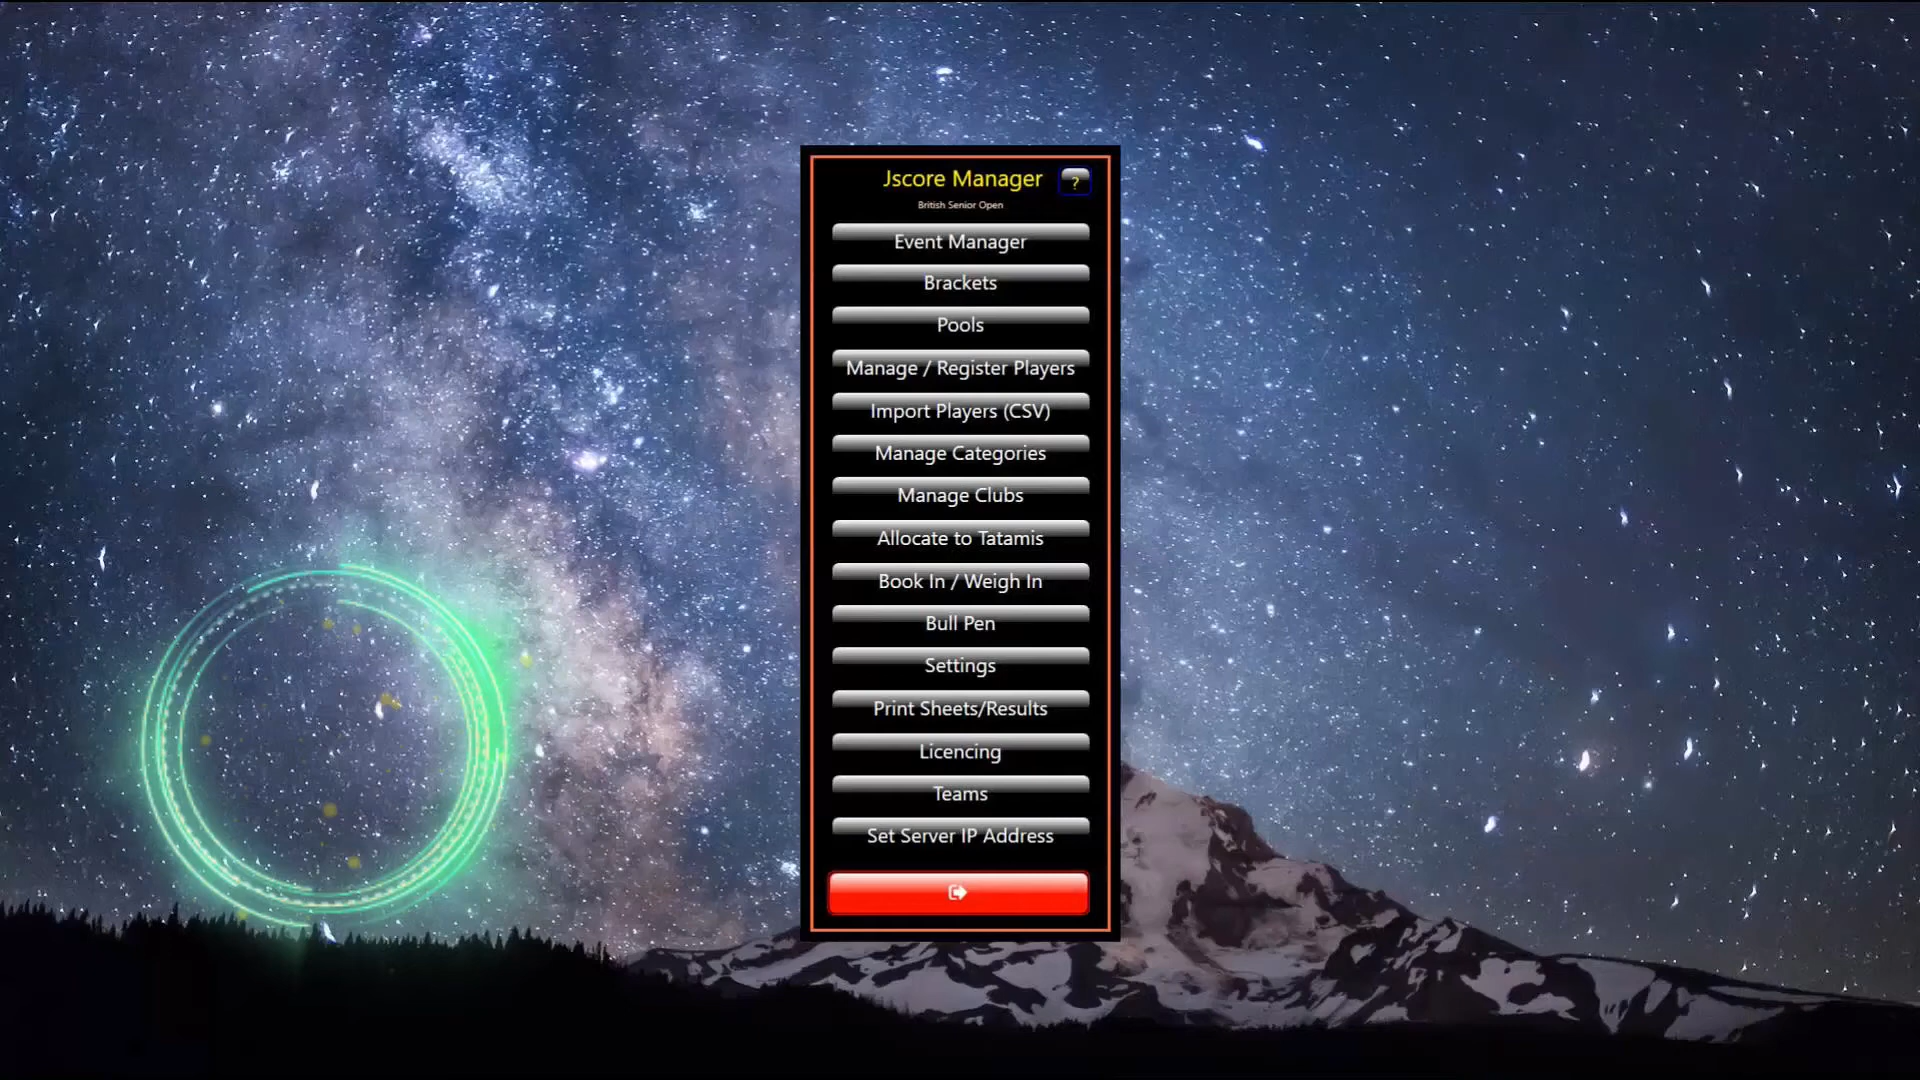 Jscore Manager
?
British Senior Open
Event Manager
Brackets
Pools
Manage / Register Players
Import Players (CSV)
Manage Categories
Manage Clubs
Allocate to Tatamis
Book In / Weigh In
Bull Pen
Settings
Print Sheets/Results
Licencing
Teams
Set Server IP Address